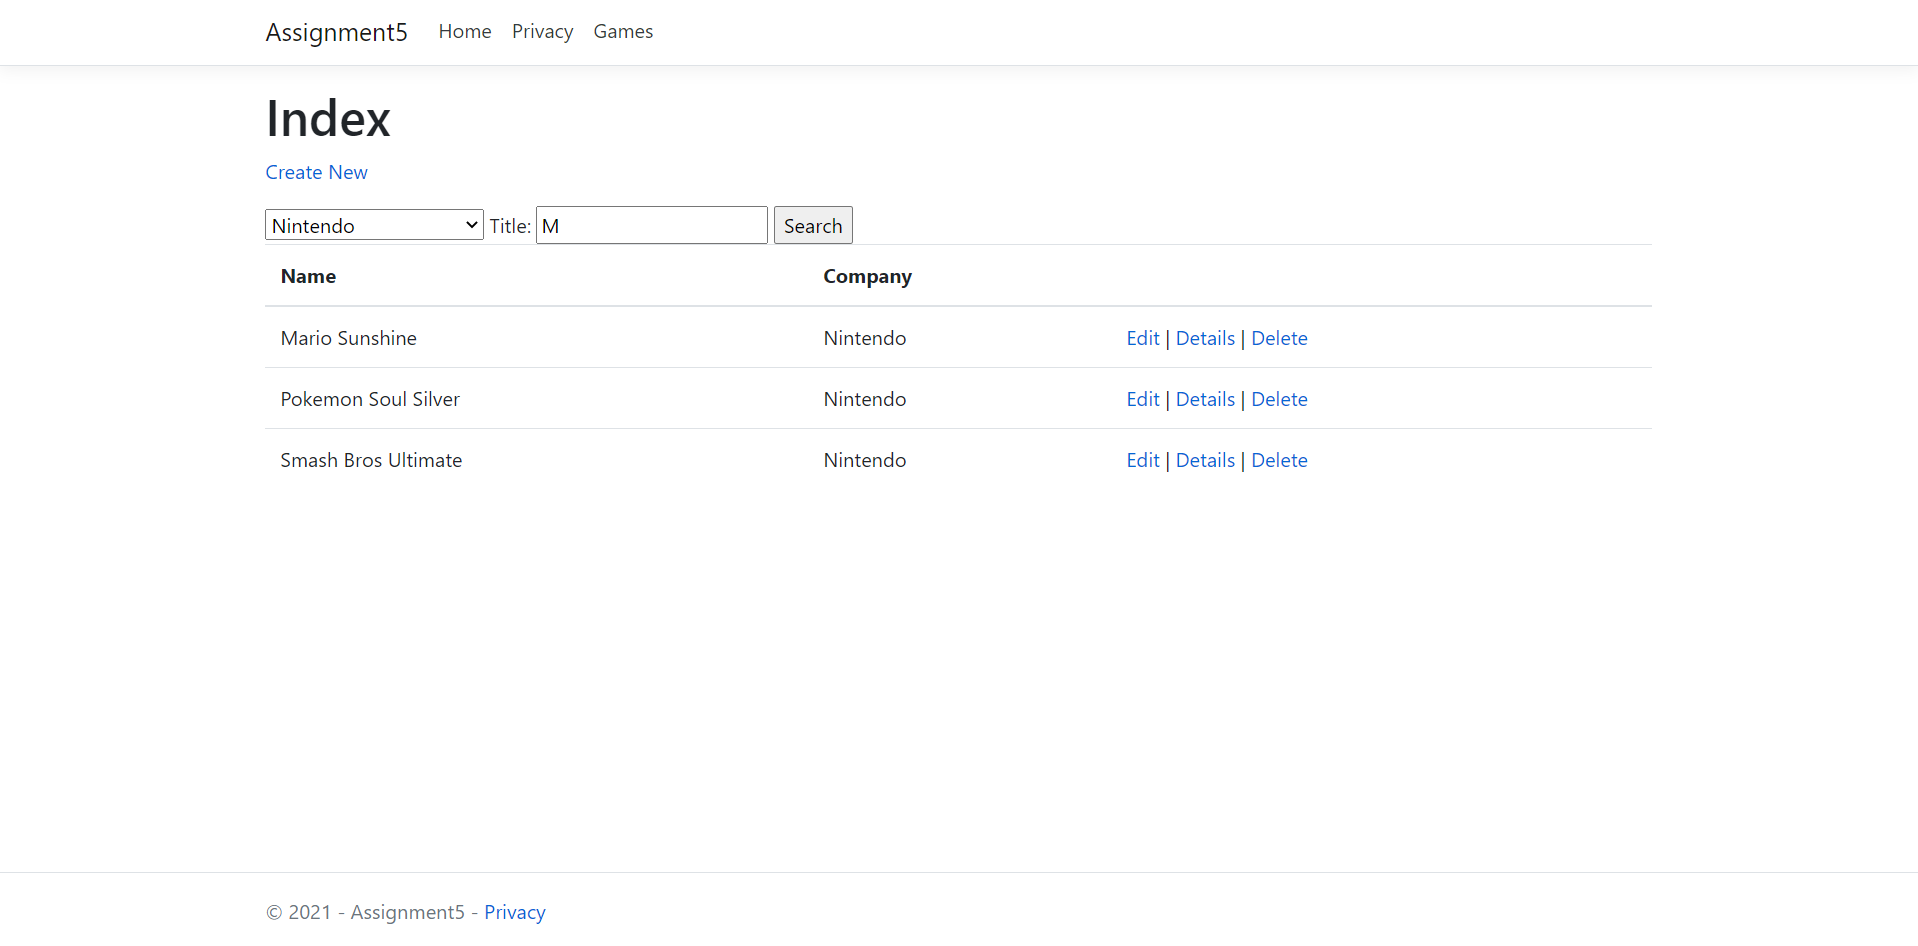 Assignment5 Home Privacy Games
Index
Create New
Nintendo Title: M Search
Name Company
Mario Sunshine Nintendo Edit | Details | Delete
Pokemon Soul Silver Nintendo Edit | Details | Delete
Smash Bros Ultimate Nintendo Edit | Details | Delete
© 2021 - Assignment5 - Privacy